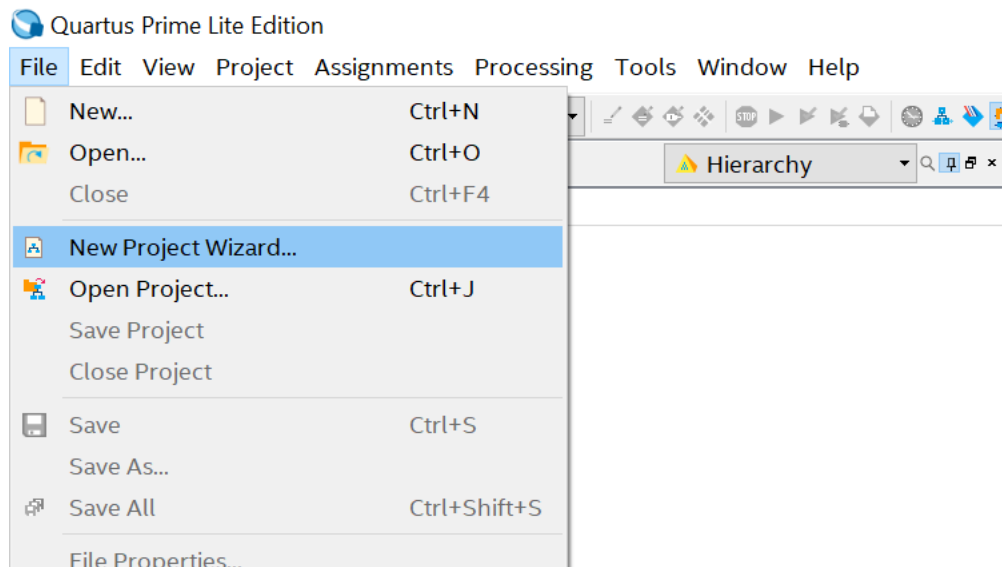 Quartus Prime Lite Edition
File Edit View Project Assignments Processing Tools Window Help
New... Ctrl+N
Open... Ctrl+O
Close Ctrl+F4
New Project Wizard...
Open Project... Ctrl+J
Save Project
Close Project
Save Ctrl+S
Save As...
Save All Ctrl+Shift+S
File Properties...
STOP
Hierarchy